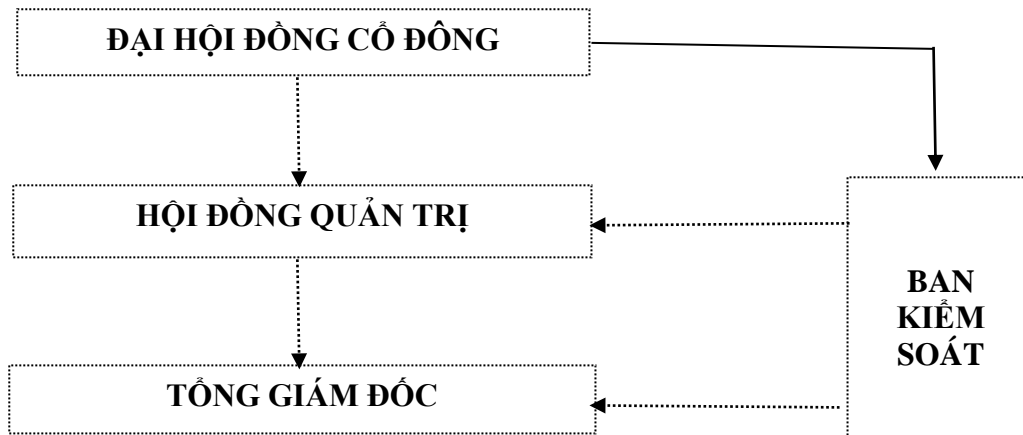 ĐẠI HỘI ĐỒNG CỔ ĐÔNG
HỘI ĐỒNG QUẢN TRỊ
BAN
KIỂM
SOÁT
TỔNG GIÁM ĐỐC